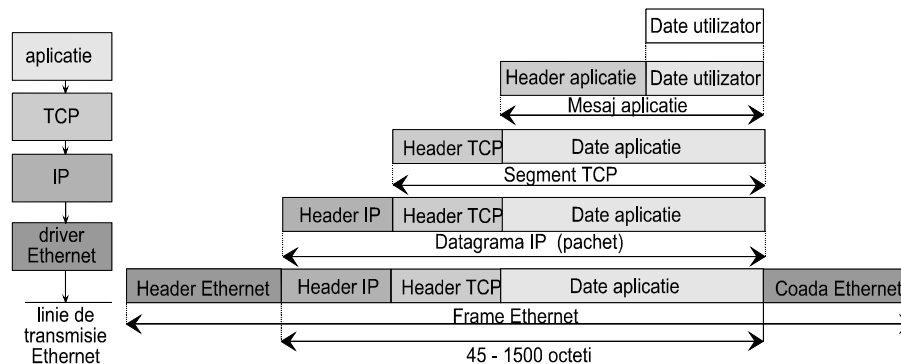 Date utilizator
aplicatie
Header aplicatie Date utilizator
Mesaj aplicatie
TCP
Header TCP Date aplicatie
Segment TCP
IP
Header IP Header TCP Date aplicatie
Datagrama IP (pachet)
driver
Ethernet
Header Ethernet Header IP Header TCP Date aplicatie Coada Ethernet
Frame Ethernet
linie de
transmisie
Ethernet
45 - 1500 octeti